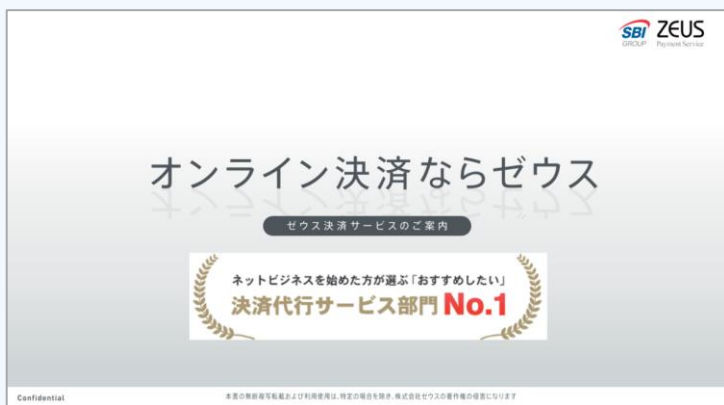 SBI ZEUS
GROUP Payment Service
オンライン決済ならゼウス
ゼウス決済サービスのご案内
ネットビジネスを始めた方が選ぶ「おすすめしたい」
決済代行サービス部門 No.1
Confidential
本書の無断複写転載および利用使用は、特定の場合を除き、株式会社ゼウスの著作権の侵害になります